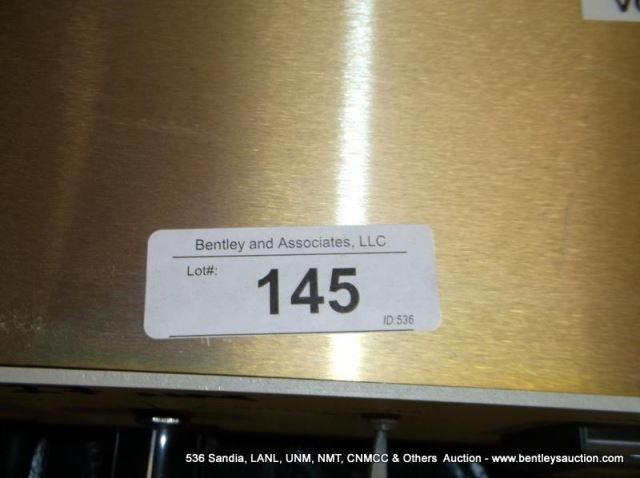 Bentley and Associates, LLC
Lot#:
145
ID:536
536 Sandia, LANL, UNM, NMT, CNMCC & Others Auction - www.bentleysauction.com